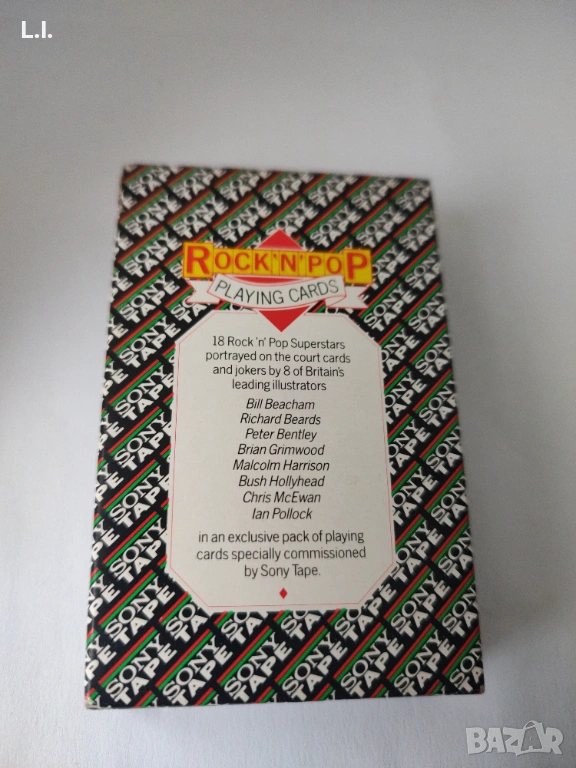 L.I.
ROCK'N'POP
PLAYING CARDS
18 Rock 'n' Pop Superstars
portrayed on the court cards
and jokers by 8 of Britain's
leading illustrators
Bill Beacham
Richard Beards
Peter Bentley
Brian Grimwood
Malcolm Harrison
Bush Hollyhead
Chris McEwan
Ian Pollock
in an exclusive pack of playing
cards specially commissioned
by Sony Tape.
SONY
TAPE
BAZAR